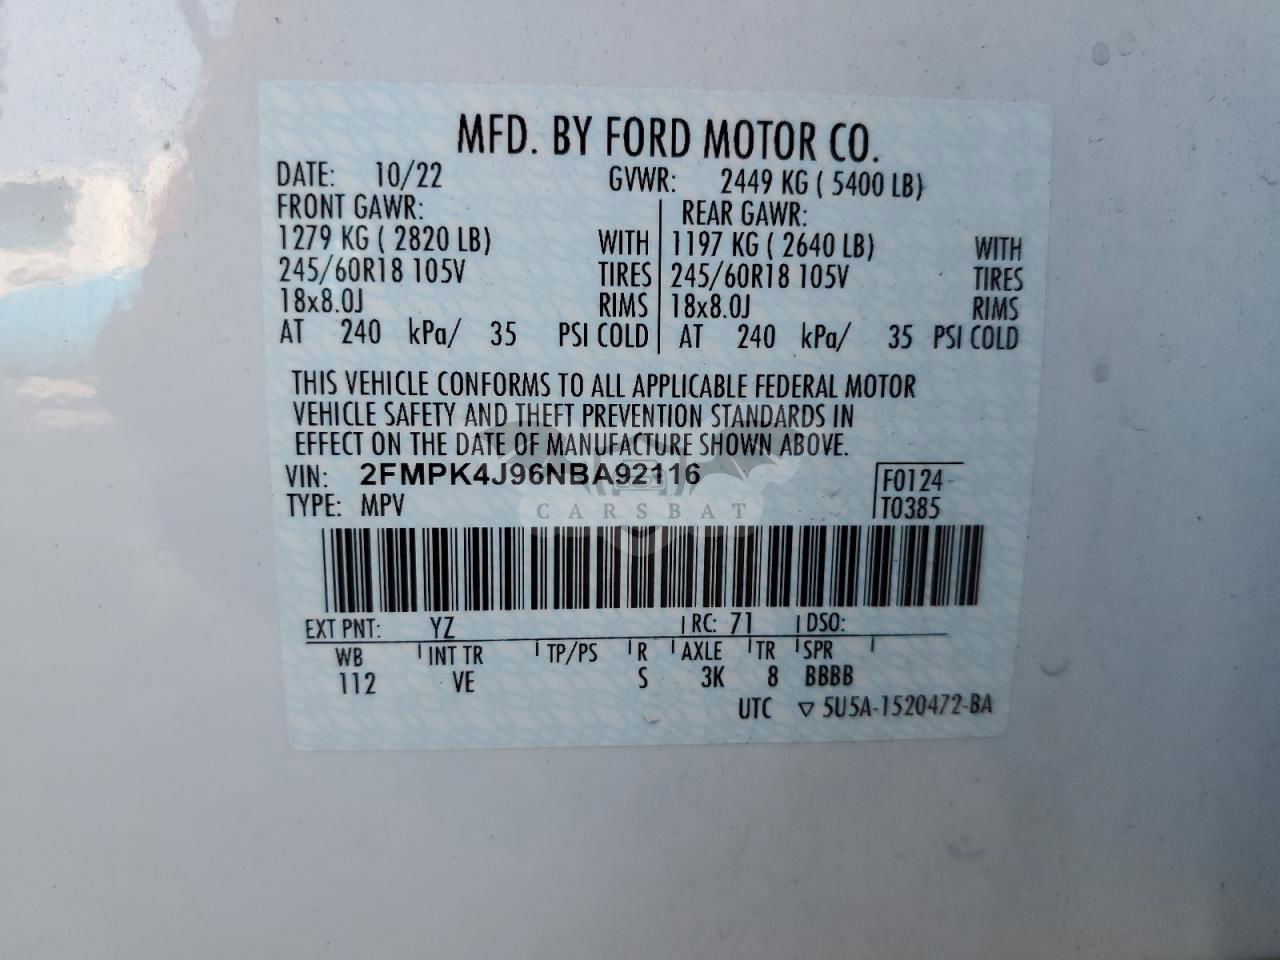 MFD. BY FORD MOTOR CO.
DATE: 10/22 GVWR: 2449 KG ( 5400 LB)
FRONT GAWR: REAR GAWR:
1279 KG ( 2820 LB) WITH 1197 KG ( 2640 LB) WITH
245/60R18 105V TIRES 245/60R18 105V TIRES
18x8.0J RIMS 18x8.0J RIMS
AT 240 kPa/ 35 PSI COLD AT 240 kPa/ 35 PSI COLD
THIS VEHICLE CONFORMS TO ALL APPLICABLE FEDERAL MOTOR
VEHICLE SAFETY AND THEFT PREVENTION STANDARDS IN
EFFECT ON THE DATE OF MANUFACTURE SHOWN ABOVE.
VIN: 2FMPK4J96NBA92116 F0124
TYPE: MPV T0385
CARSBAT
EXT PNT: YZ RC: 71 DSO:
WB INT TR TP/PS R AXLE TR SPR
112 VE S 3K 8 BBBB
UTC ▽ 5U5A-1520472-BA